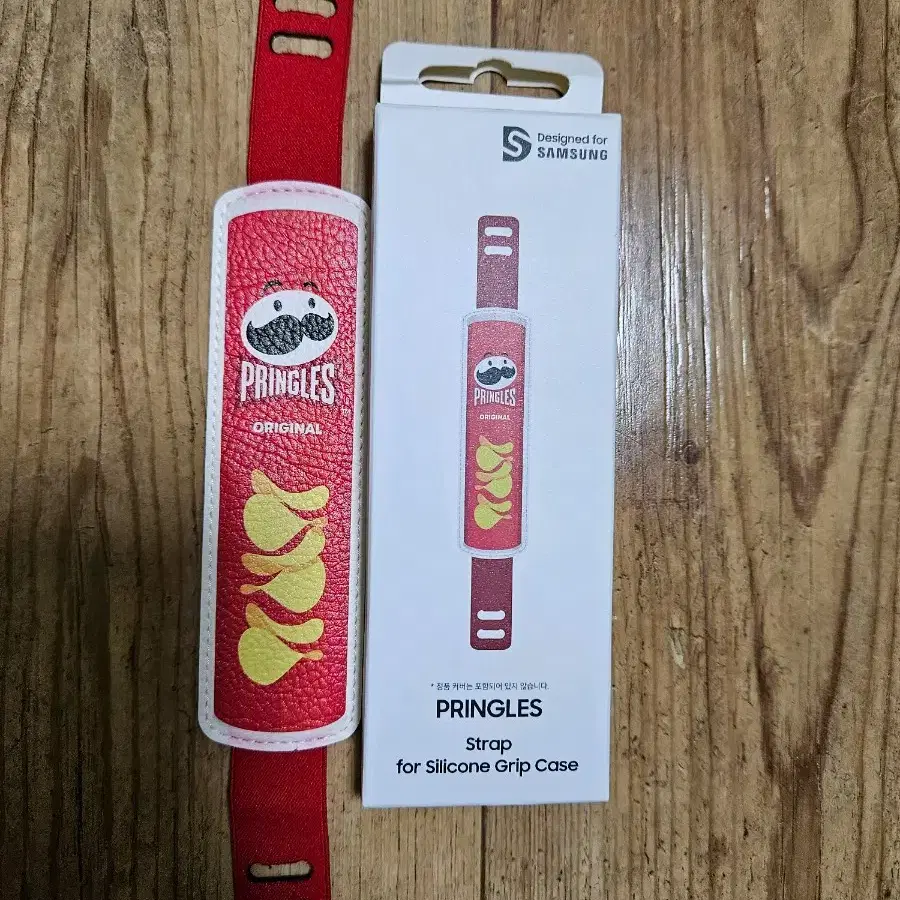 PRINGLES
ORIGINAL
Designed for
SAMSUNG
PRINGLES
ORIGINAL
* 정품 커버는 포함되어 있지 않습니다.
PRINGLES
Strap
for Silicone Grip Case